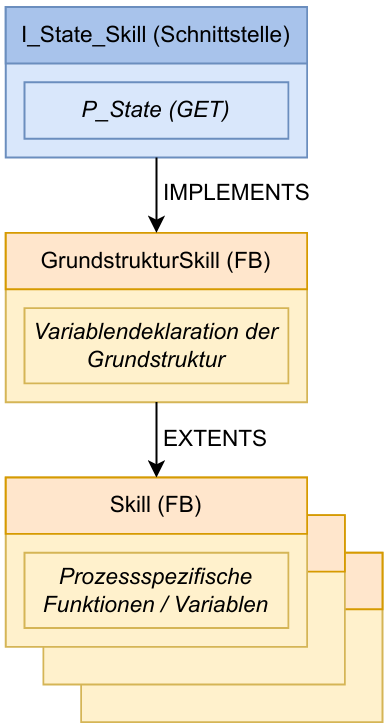 I_State_Skill (Schnittstelle)
P_State (GET)
IMPLEMENTS
GrundstrukturSkill (FB)
Variablendeklaration der
Grundstruktur
EXTENTS
Skill (FB)
Prozessspezifische
Funktionen / Variablen